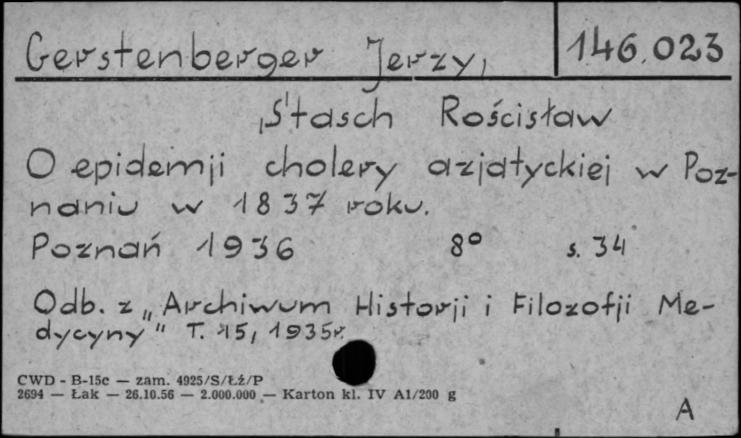 Gerstenberger Jerzy, 146.023
Stasch Rościsław
O epidemji cholery azjatyckiej w Poz-
naniu w 1837 roku.
Poznań 1936 8° s. 34
Odb. z „Archiwum Historji i Filozofji Me-
dycyny" T. 15, 1935r.
CWD - B-15c — zam. 4925/S/Łź/P
2694 — Łak — 26.10.56 — 2.000.000 — Karton kl. IV A1/200 g
A